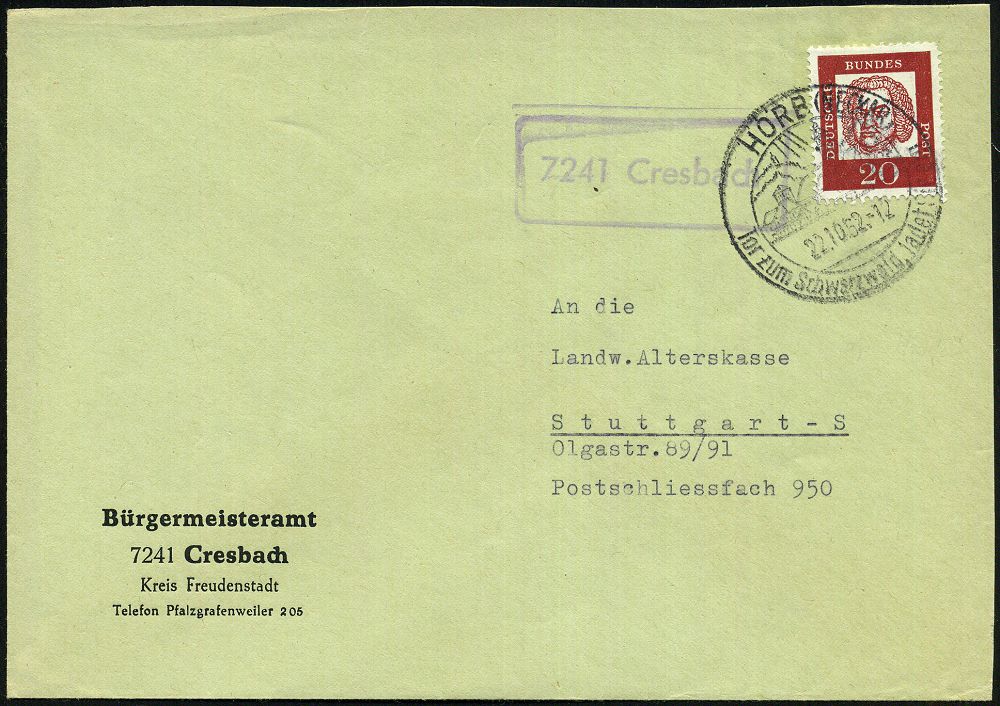 DEUTSCHE
BUNDES
POST
20
7241 Cresbach
HORB
22.10.62.-12
Tor zum Schwarzwald, ladet
An die
Landw.Alterskasse
Stuttgart-S
Olgastr.89/91
Postschliessfach 950
Bürgermeisteramt
7241 Cresbach
Kreis Freudenstadt
Telefon Pfalzgrafenweiler 205